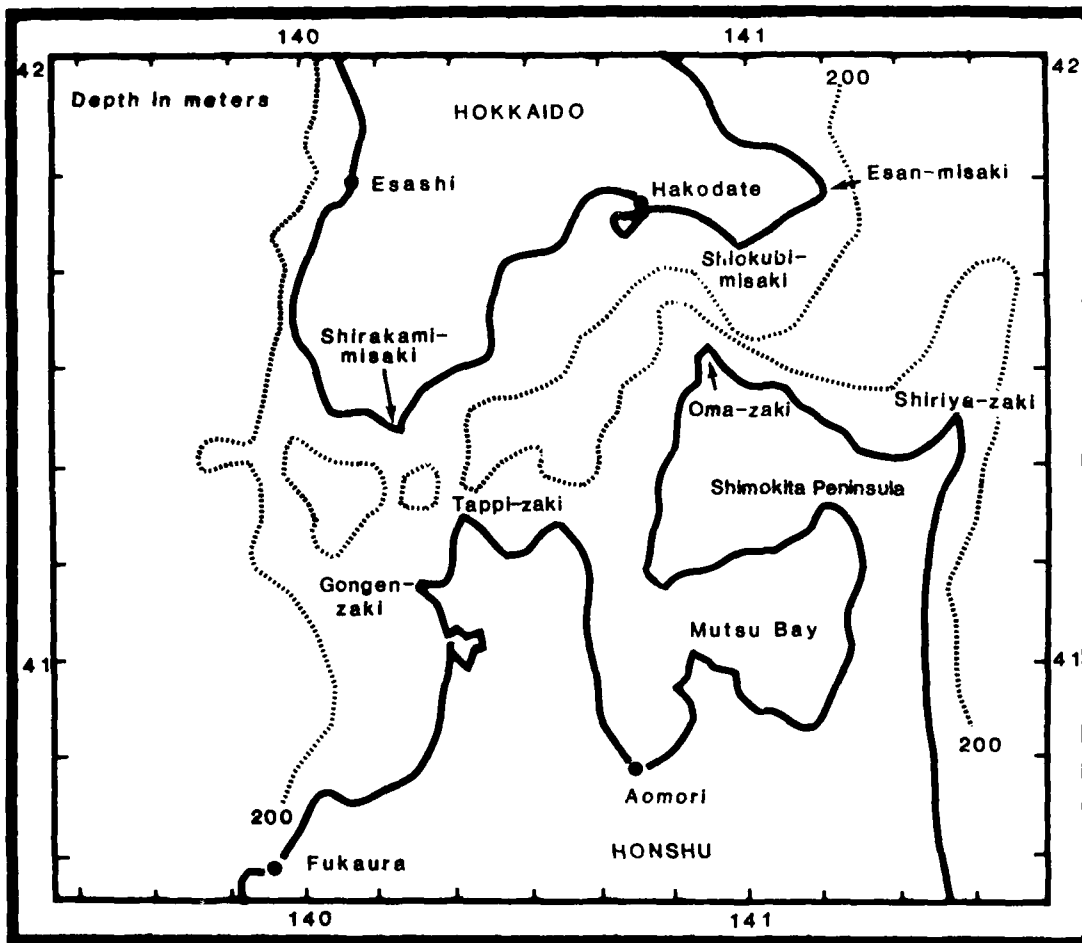 140 141
42 42
200
Depth in meters
HOKKAIDO
Esashi
Hakodate
Esan-misaki
Shiokubi-
misaki
Shirakami-
misaki
Oma-zaki
Shiriya-zaki
Tappi-zaki
Shimokita Peninsula
Gongen-
zaki
Mutsu Bay
41 41
200
Aomori
200
Fukaura
HONSHU
140 141